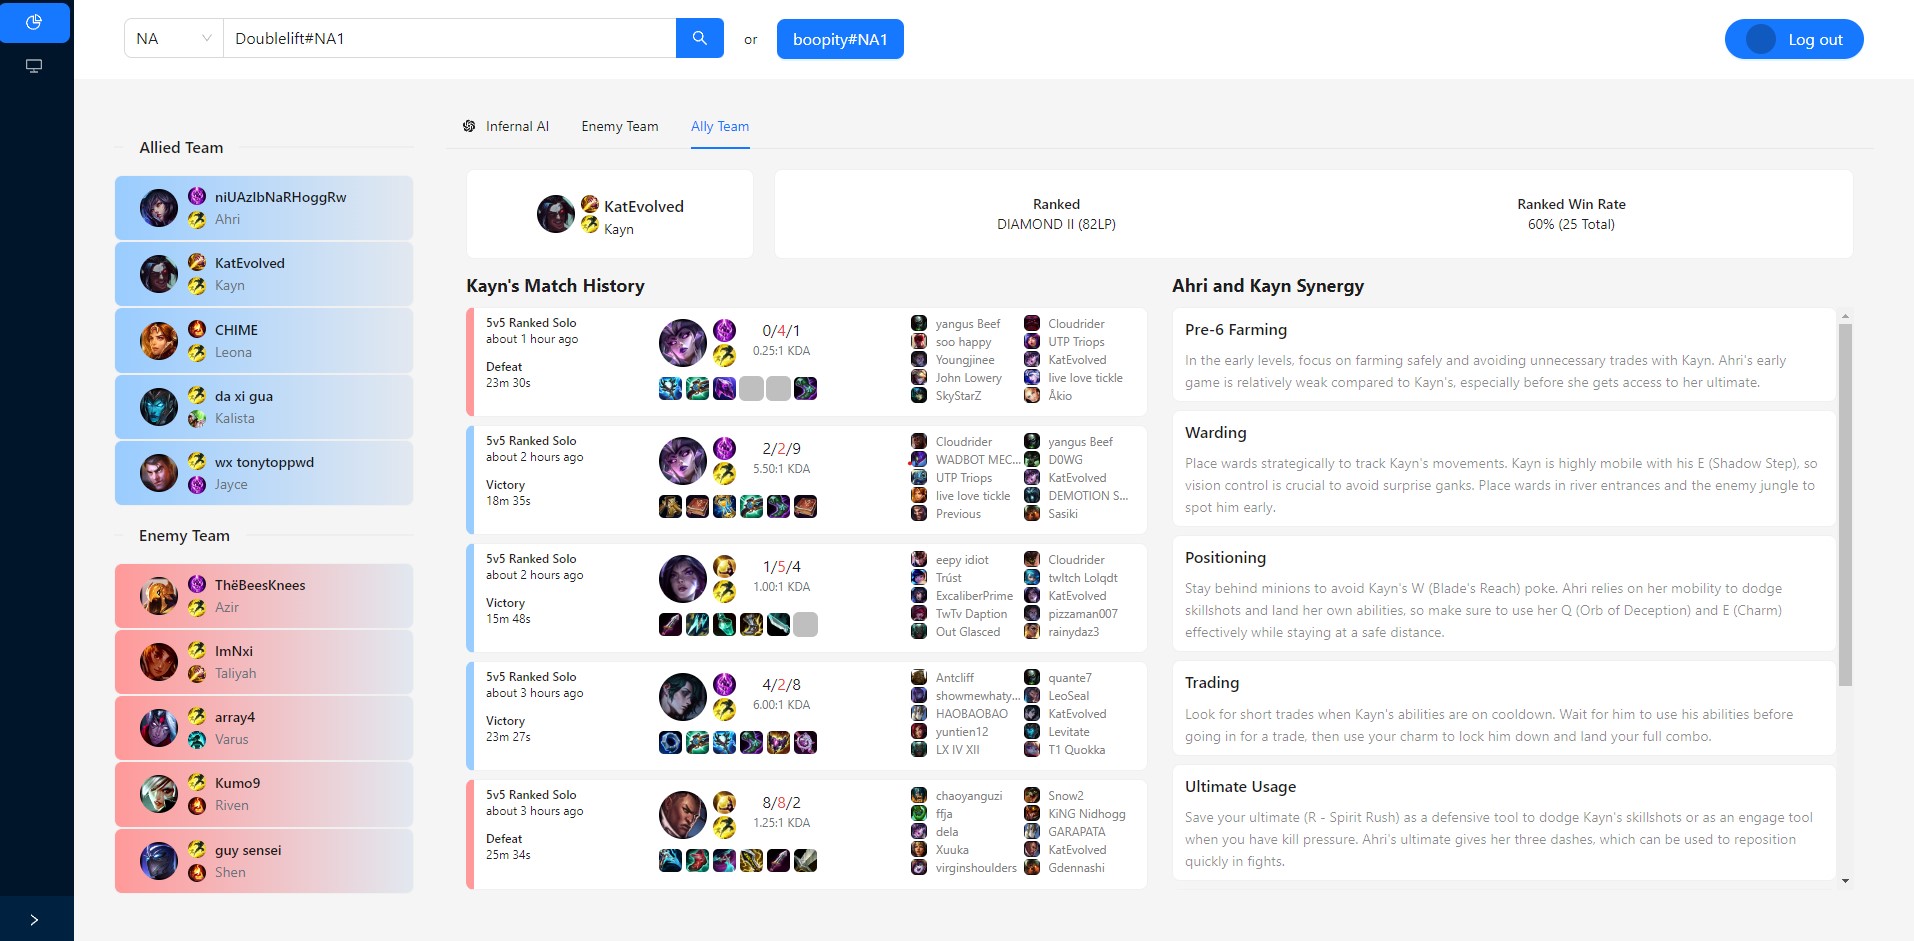 NA
Doublelift#NA1
or
boopity#NA1
Log out
Infernal AI
Enemy Team
Ally Team
Allied Team
niUAzIbNaRHoggRw
Ahri
KatEvolved
Kayn
CHIME
Leona
da xi gua
Kalista
wx tonytoppwd
Jayce
Enemy Team
ThëBeesKnees
Azir
ImNxi
Taliyah
array4
Varus
Kumo9
Riven
guy sensei
Shen
KatEvolved
Kayn
Ranked
DIAMOND II (82LP)
Ranked Win Rate
60% (25 Total)
Kayn's Match History
5v5 Ranked Solo
about 1 hour ago
Defeat
23m 30s
0/4/1
0.25:1 KDA
yangus Beef
soo happy
Youngjinee
John Lowery
SkyStarZ
Cloudrider
UTP Triops
KatEvolved
live love tickle
Åkio
5v5 Ranked Solo
about 2 hours ago
Victory
18m 35s
2/2/9
5.50:1 KDA
Cloudrider
WADBOT MEC...
UTP Triops
live love tickle
Previous
yangus Beef
D0WG
KatEvolved
DEMOTION S...
Sasiki
5v5 Ranked Solo
about 2 hours ago
Victory
15m 48s
1/5/4
1.00:1 KDA
eepy idiot
Trúst
ExcaliberPrime
TwTv Daption
Out Glasced
Cloudrider
twltch Lolqdt
KatEvolved
pizzaman007
rainydaz3
5v5 Ranked Solo
about 3 hours ago
Victory
23m 27s
4/2/8
6.00:1 KDA
Antcliff
showmewhaty...
HAOBAOBAO
yuntien12
LX IV XII
quante7
LeoSeal
KatEvolved
Levitate
T1 Quokka
5v5 Ranked Solo
about 3 hours ago
Defeat
25m 34s
8/8/2
1.25:1 KDA
chaoyanguzi
ffja
dela
Xuuka
virginshoulders
Snow2
KiNG Nidhogg
GARAPATA
KatEvolved
Gdennashi
Ahri and Kayn Synergy
Pre-6 Farming
In the early levels, focus on farming safely and avoiding unnecessary trades with Kayn. Ahri's early
game is relatively weak compared to Kayn's, especially before she gets access to her ultimate.
Warding
Place wards strategically to track Kayn's movements. Kayn is highly mobile with his E (Shadow Step), so
vision control is crucial to avoid surprise ganks. Place wards in river entrances and the enemy jungle to
spot him early.
Positioning
Stay behind minions to avoid Kayn's W (Blade's Reach) poke. Ahri relies on her mobility to dodge
skillshots and land her own abilities, so make sure to use her Q (Orb of Deception) and E (Charm)
effectively while staying at a safe distance.
Trading
Look for short trades when Kayn's abilities are on cooldown. Wait for him to use his abilities before
going in for a trade, then use your charm to lock him down and land your full combo.
Ultimate Usage
Save your ultimate (R - Spirit Rush) as a defensive tool to dodge Kayn's skillshots or as an engage tool
when you have kill pressure. Ahri's ultimate gives her three dashes, which can be used to reposition
quickly in fights.